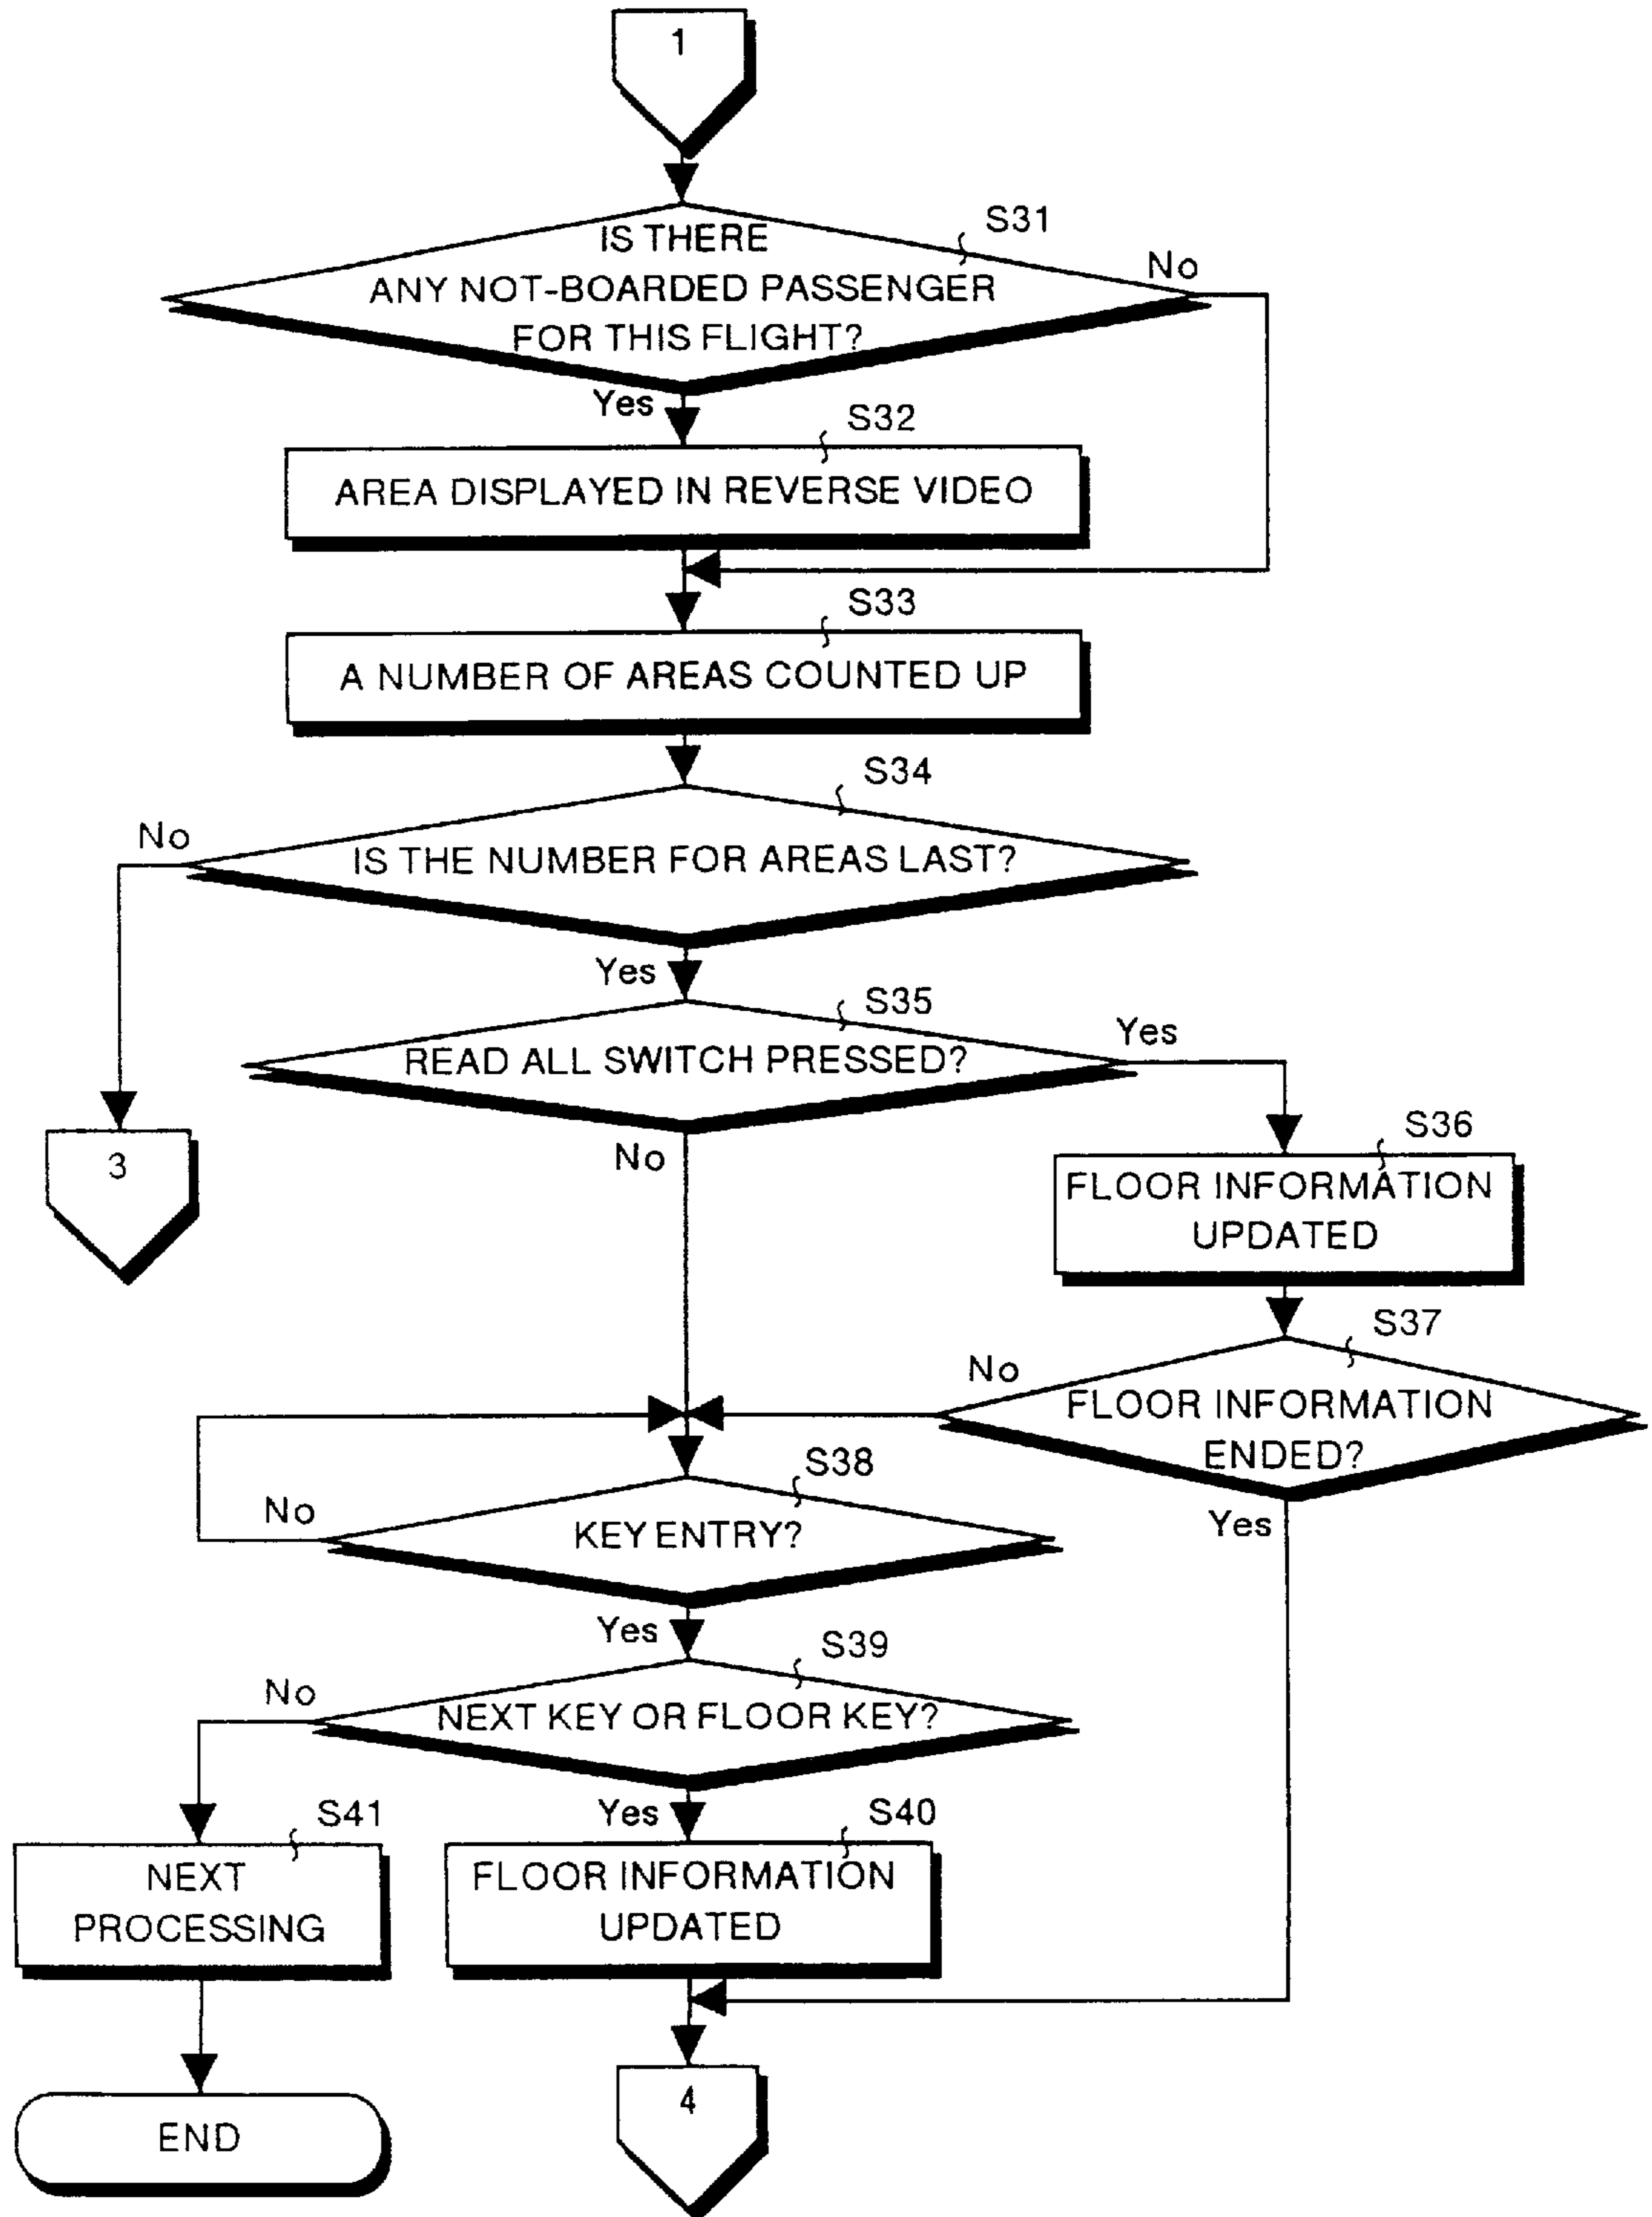 1
S31
IS THERE
No
ANY NOT-BOARDED PASSENGER
FOR THIS FLIGHT?
Yes
S32
AREA DISPLAYED IN REVERSE VIDEO
S33
A NUMBER OF AREAS COUNTED UP
S34
No
IS THE NUMBER FOR AREAS LAST?
Yes
S35
Yes
READ ALL SWITCH PRESSED?
No
3
S36
FLOOR INFORMATION
UPDATED
S37
No
FLOOR INFORMATION
ENDED?
Yes
S38
No
KEY ENTRY?
Yes
S39
No
NEXT KEY OR FLOOR KEY?
Yes
S41
NEXT
PROCESSING
S40
FLOOR INFORMATION
UPDATED
END
4